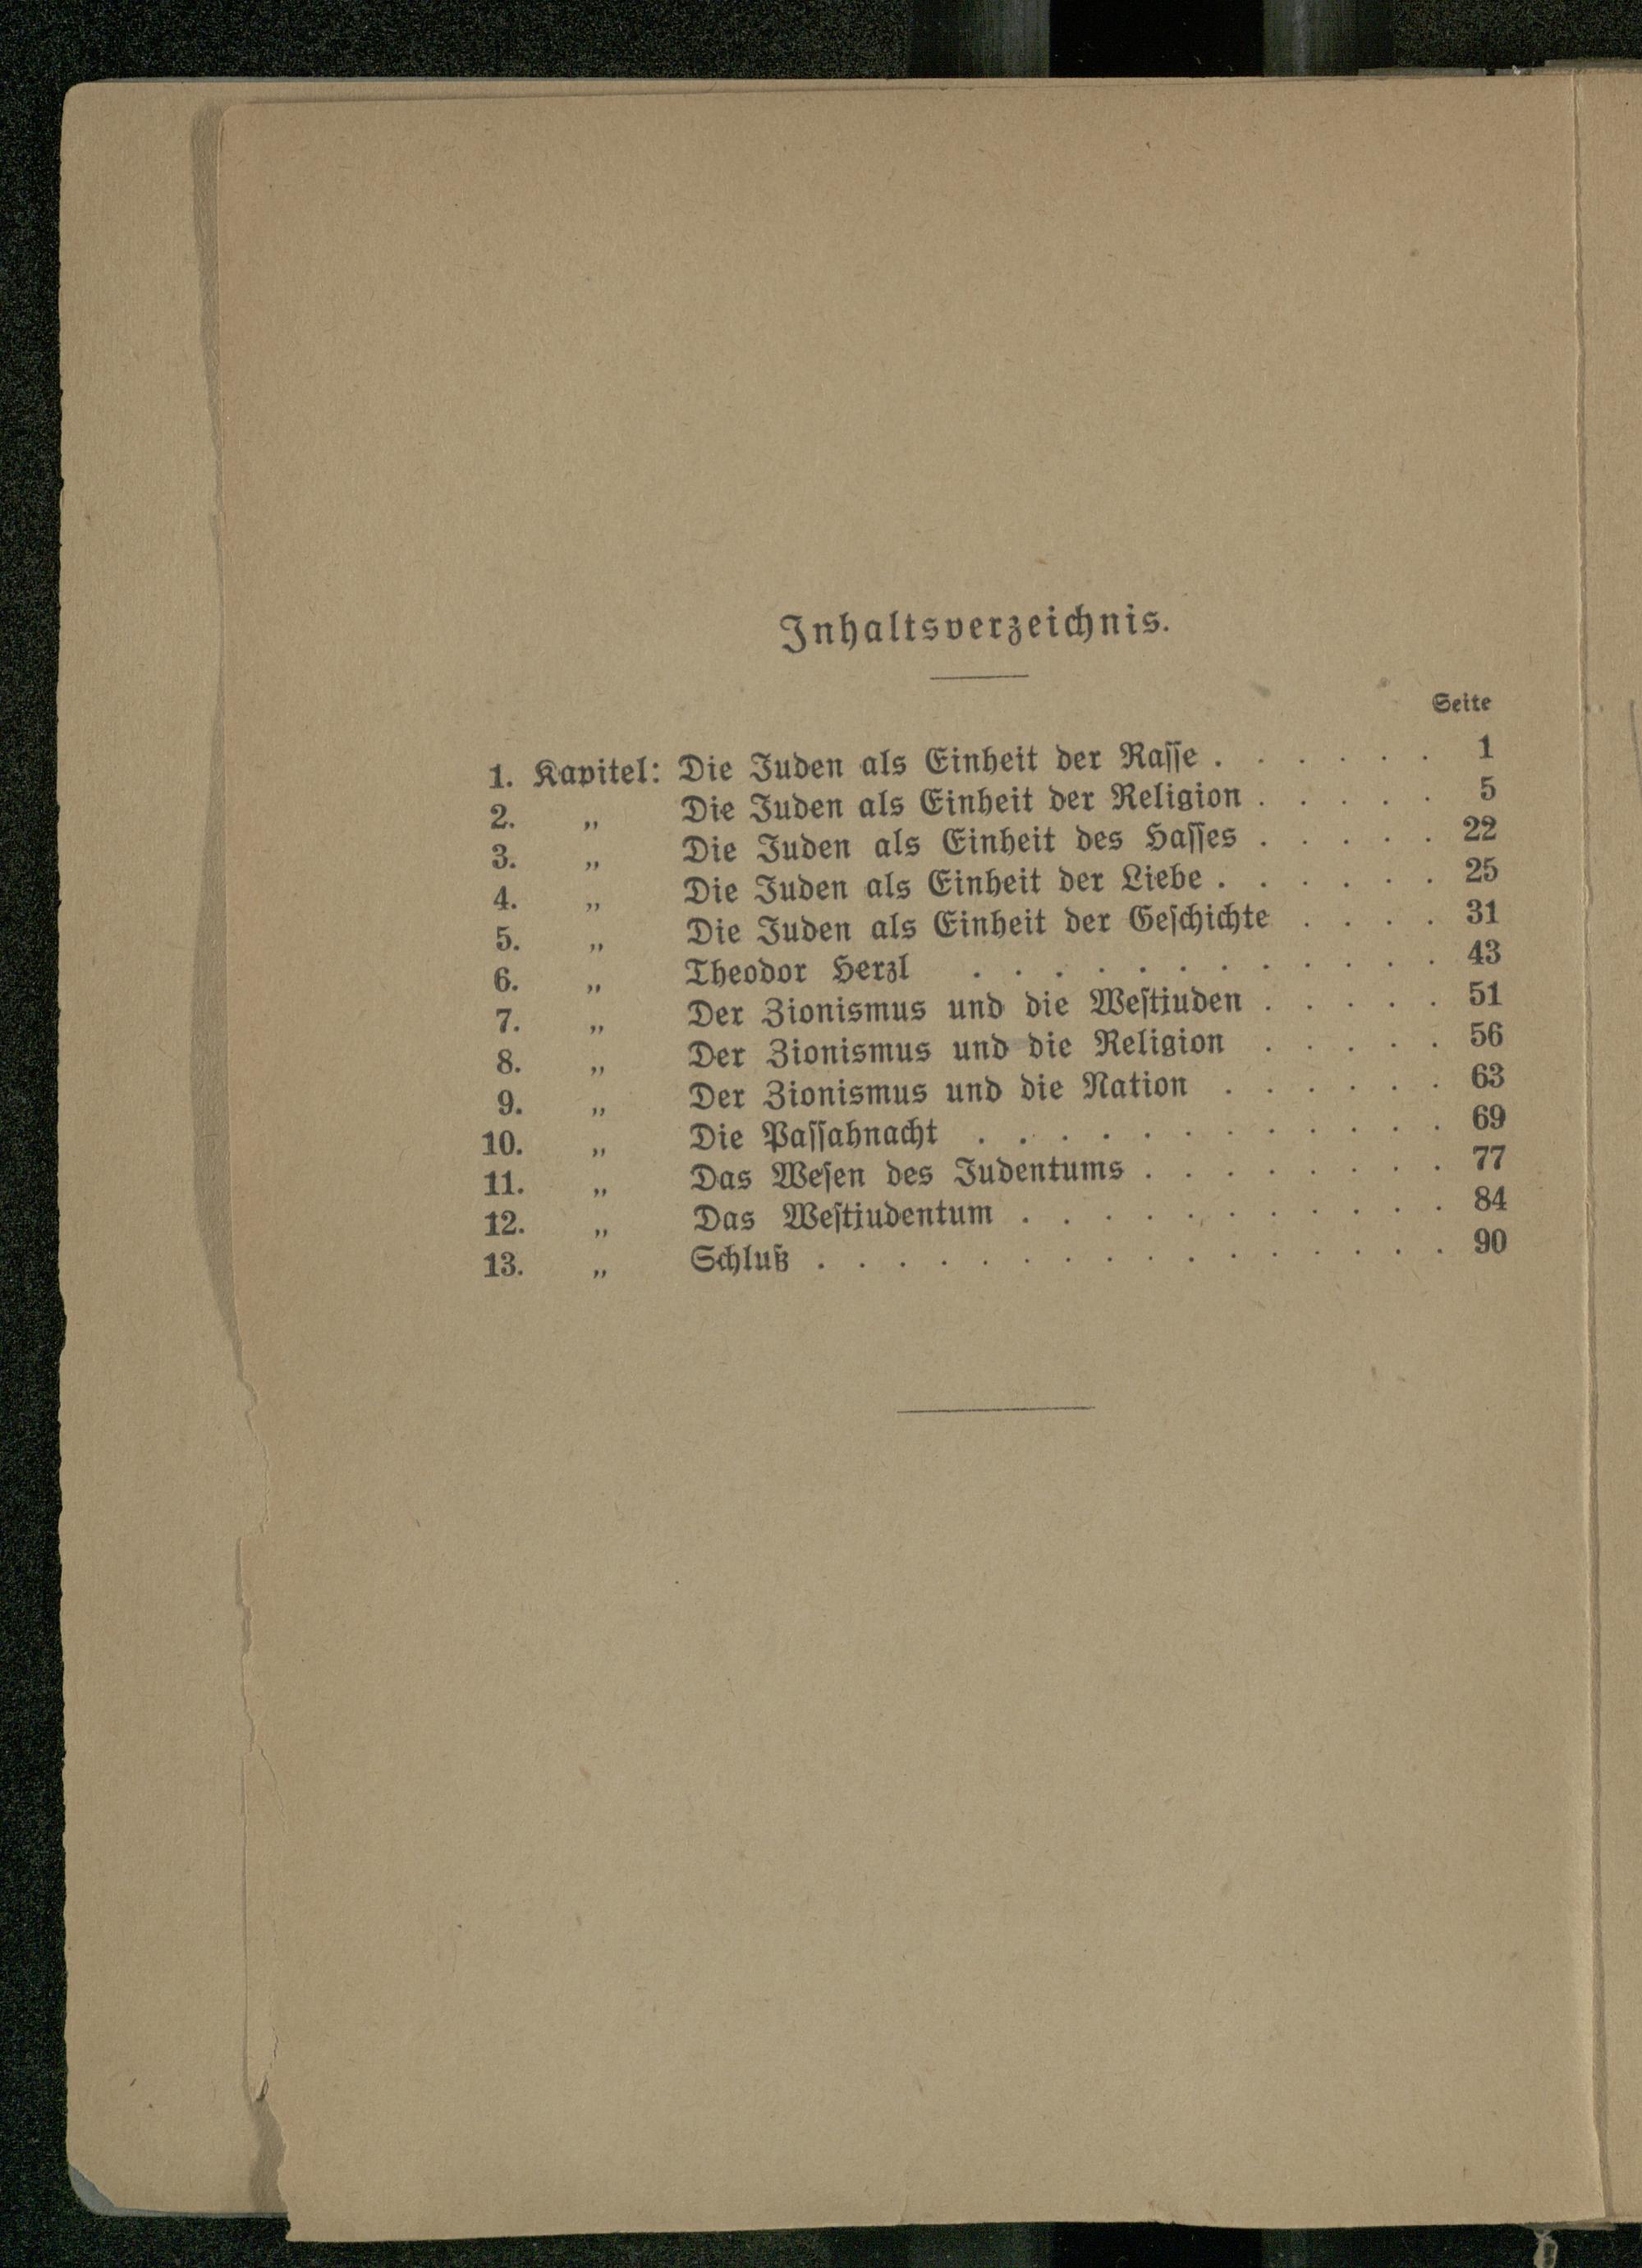 Inhaltsverzeichnis.
Seite
1. Kapitel: Die Juden als Einheit der Rasse . . . . . . 1
2. „ Die Juden als Einheit der Religion . . . . . 5
3. „ Die Juden als Einheit des Hasses . . . . . 22
4. „ Die Juden als Einheit der Liebe . . . . . . 25
5. „ Die Juden als Einheit der Geschichte . . . . 31
6. „ Theodor Herzl . . . . . . . . . . . . 43
7. „ Der Zionismus und die Westjuden . . . . . 51
8. „ Der Zionismus und die Religion . . . . . 56
9. „ Der Zionismus und die Nation . . . . . . 63
10. „ Die Passahnacht . . . . . . . . . . . . 69
11. „ Das Wesen des Judentums . . . . . . . . 77
12. „ Das Westjudentum . . . . . . . . . . . 84
13. „ Schluß . . . . . . . . . . . . . . . . 90